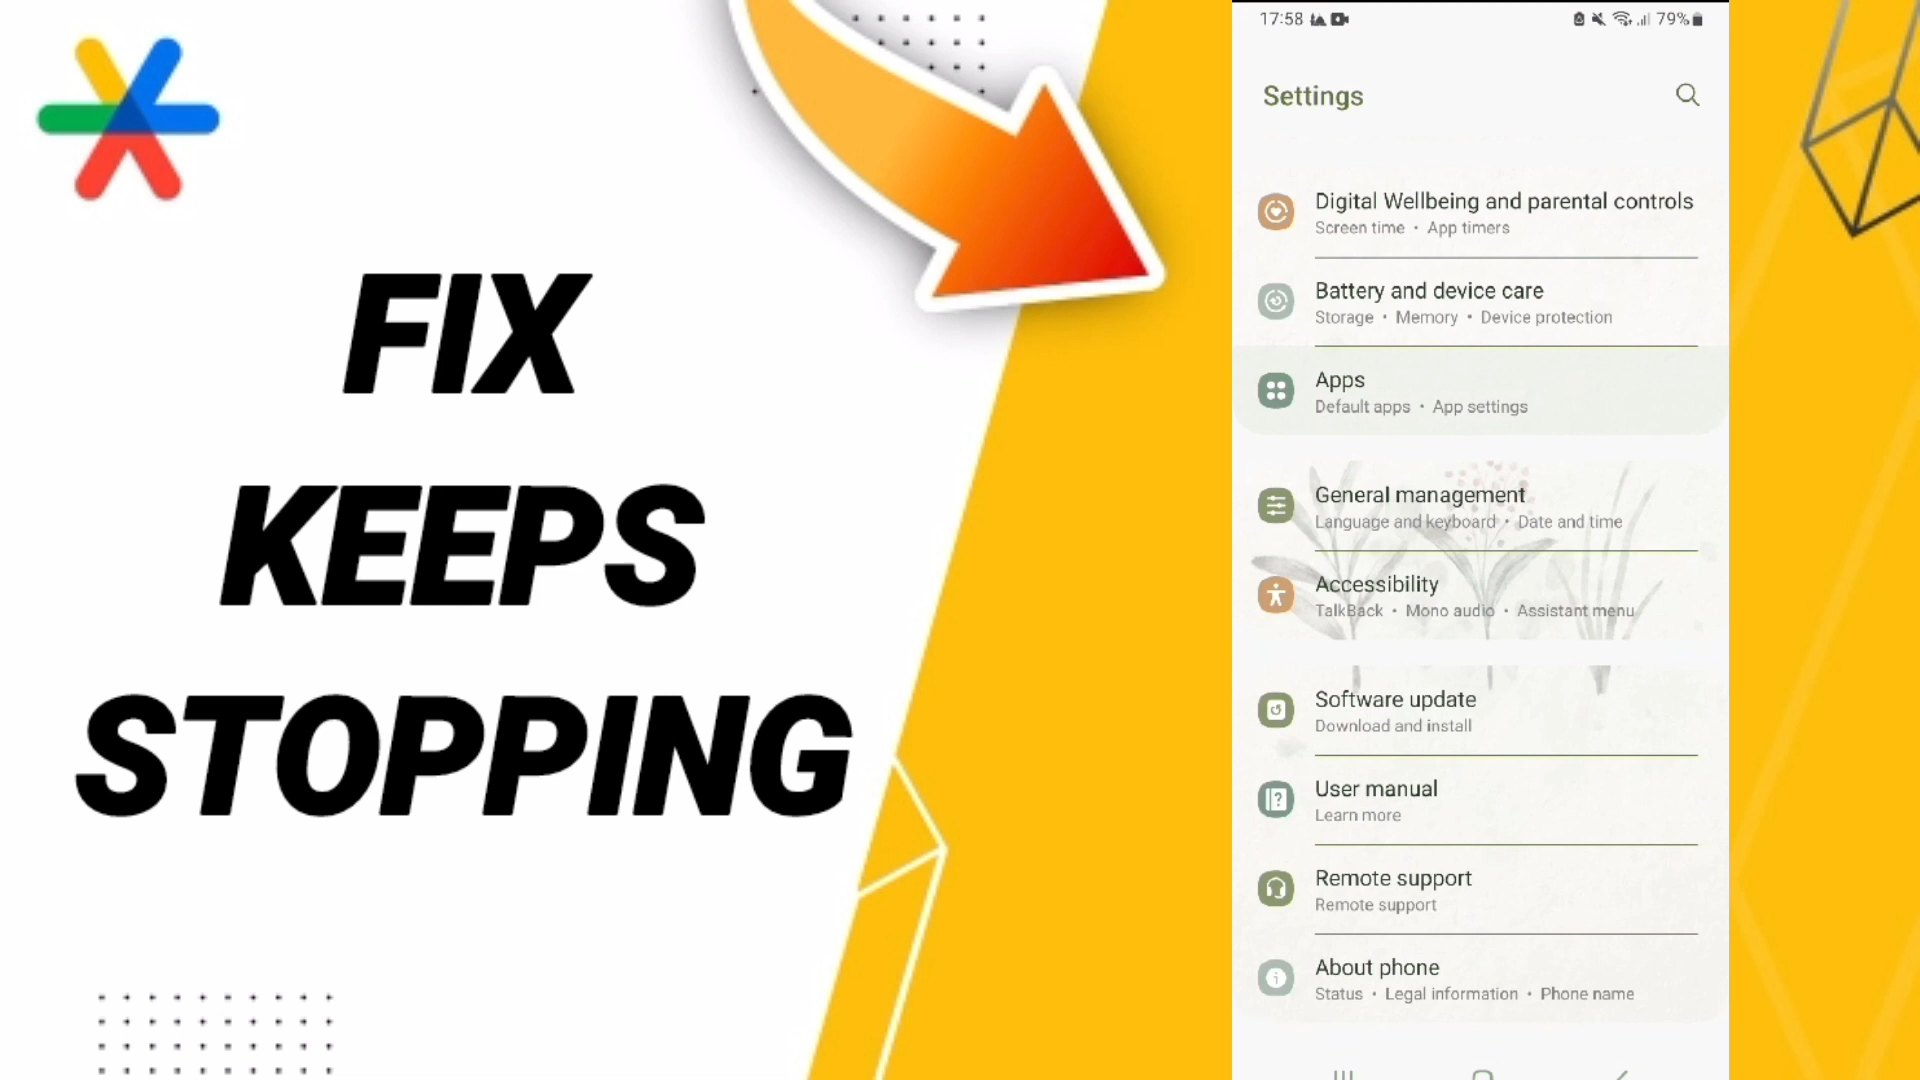 FIX
KEEPS
STOPPING
17:58
79%
Settings
Digital Wellbeing and parental controls
Screen time • App timers
Battery and device care
Storage • Memory • Device protection
Apps
Default apps • App settings
General management
Language and keyboard • Date and time
Accessibility
TalkBack • Mono audio • Assistant menu
Software update
Download and install
User manual
Learn more
Remote support
Remote support
About phone
Status • Legal information • Phone name